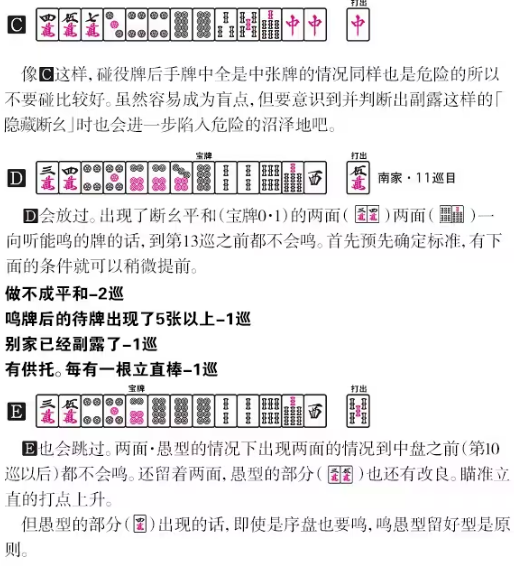 打出
C 四萬 伍萬 七萬 中 中 中
像C这样,碰役牌后手牌中全是中张牌的情况同样也是危险的所以
不要碰比较好。虽然容易成为盲点,但要意识到并判断出副露这样的「
隐藏断幺」时也会进一步陷入危险的沼泽地吧。
宝牌 打出
D 三萬 四萬 西 伍萬 南家·11巡目
D会放过。出现了断幺平和(宝牌0·1)的两面(三萬四萬)两面( )一
向听能鸣的牌的话,到第13巡之前都不会鸣。首先预先确定标准,有下
面的条件就可以稍微提前。
做不成平和-2巡
鸣牌后的待牌出现了5张以上-1巡
别家已经副露了-1巡
有供托。每有一根立直棒-1巡
宝牌 打出
E 三萬 伍萬 西
E也会跳过。两面·愚型的情况下出现两面的情况到中盘之前(第10
巡以后)都不会鸣。还留着两面,愚型的部分(三萬伍萬)也还有改良。瞄准立
直的打点上升。
但愚型的部分(四萬)出现的话,即使是序盘也要鸣,鸣愚型留好型是原
则。